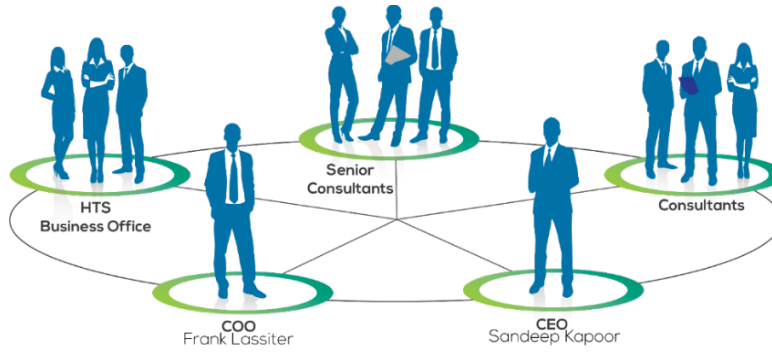 Senior
Consultants
HTS
Business Office
Consultants
COO
Frank Lassiter
CEO
Sandeep Kapoor